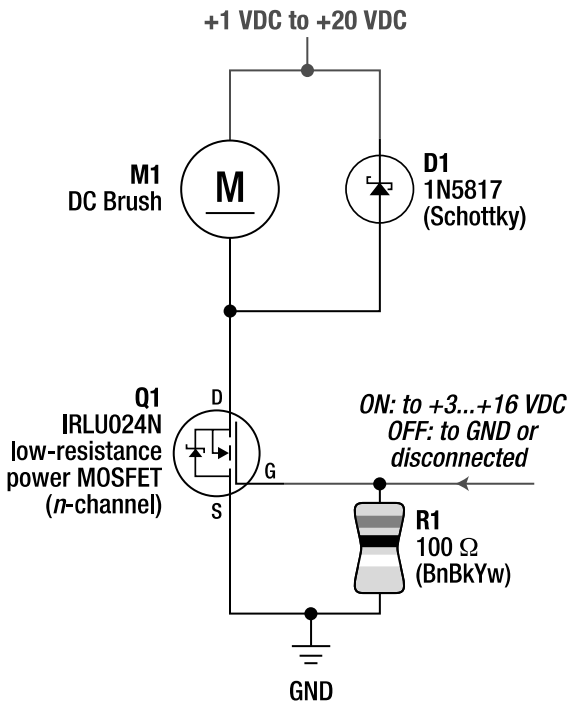 +1 VDC to +20 VDC
M1
DC Brush
M
D1
1N5817
(Schottky)
Q1
IRLU024N
low-resistance
power MOSFET
(n-channel)
D
G
S
ON: to +3...+16 VDC
OFF: to GND or
disconnected
R1
100 Ω
(BnBkYw)
GND